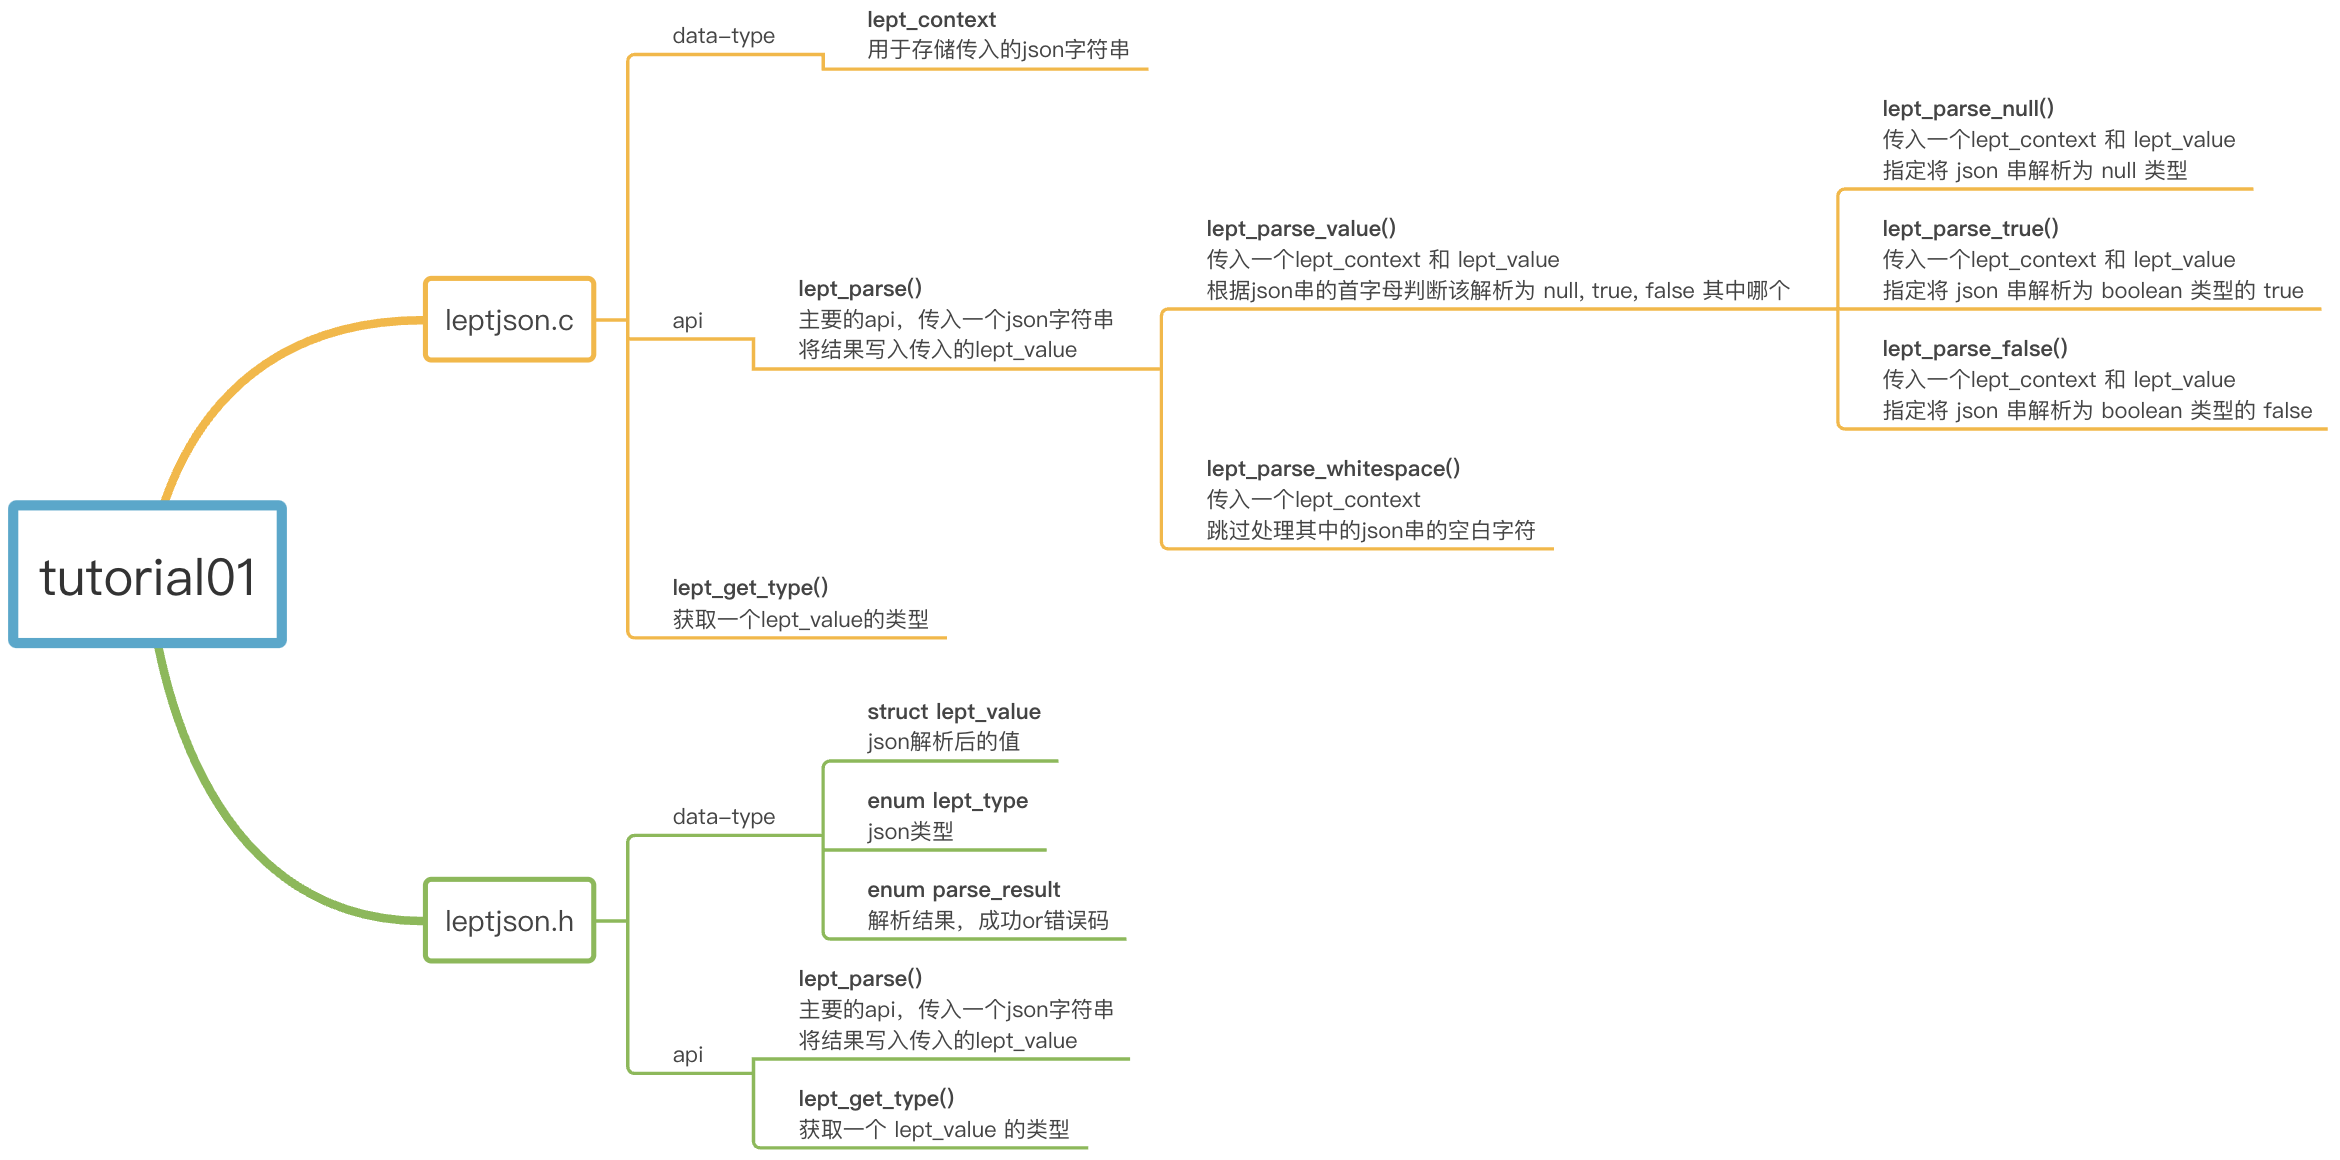 tutorial01
leptjson.c
data-type
lept_context
用于存储传入的json字符串
api
lept_parse()
主要的api，传入一个json字符串
将结果写入传入的lept_value
lept_parse_value()
传入一个lept_context 和 lept_value
根据json串的首字母判断该解析为 null, true, false 其中哪个
lept_parse_null()
传入一个lept_context 和 lept_value
指定将 json 串解析为 null 类型
lept_parse_true()
传入一个lept_context 和 lept_value
指定将 json 串解析为 boolean 类型的 true
lept_parse_false()
传入一个lept_context 和 lept_value
指定将 json 串解析为 boolean 类型的 false
lept_parse_whitespace()
传入一个lept_context
跳过处理其中的json串的空白字符
lept_get_type()
获取一个lept_value的类型
leptjson.h
data-type
struct lept_value
json解析后的值
enum lept_type
json类型
enum parse_result
解析结果，成功or错误码
api
lept_parse()
主要的api，传入一个json字符串
将结果写入传入的lept_value
lept_get_type()
获取一个 lept_value 的类型